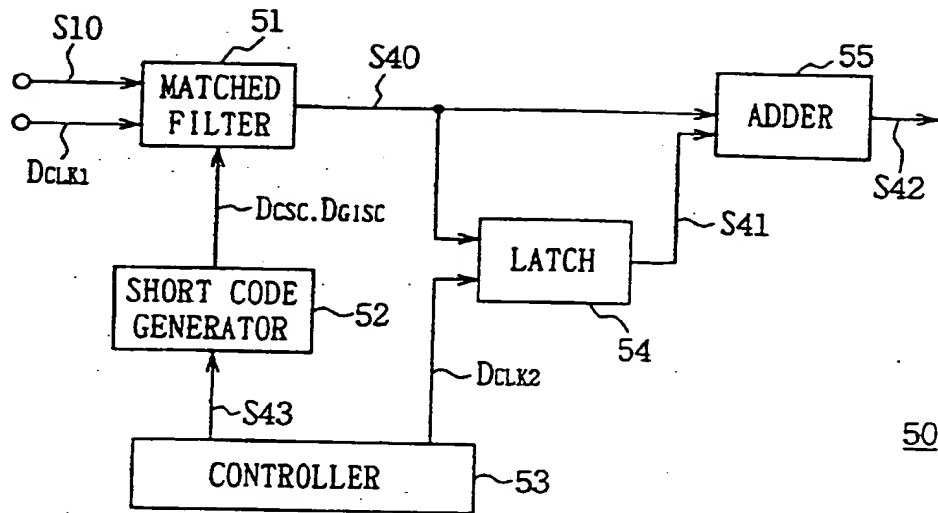 S10
51
S40
55
MATCHED
FILTER
ADDER
DCLK1
S42
DCSC.DGISC
S41
LATCH
SHORT CODE
GENERATOR
52
54
DCLK2
S43
50
CONTROLLER
53